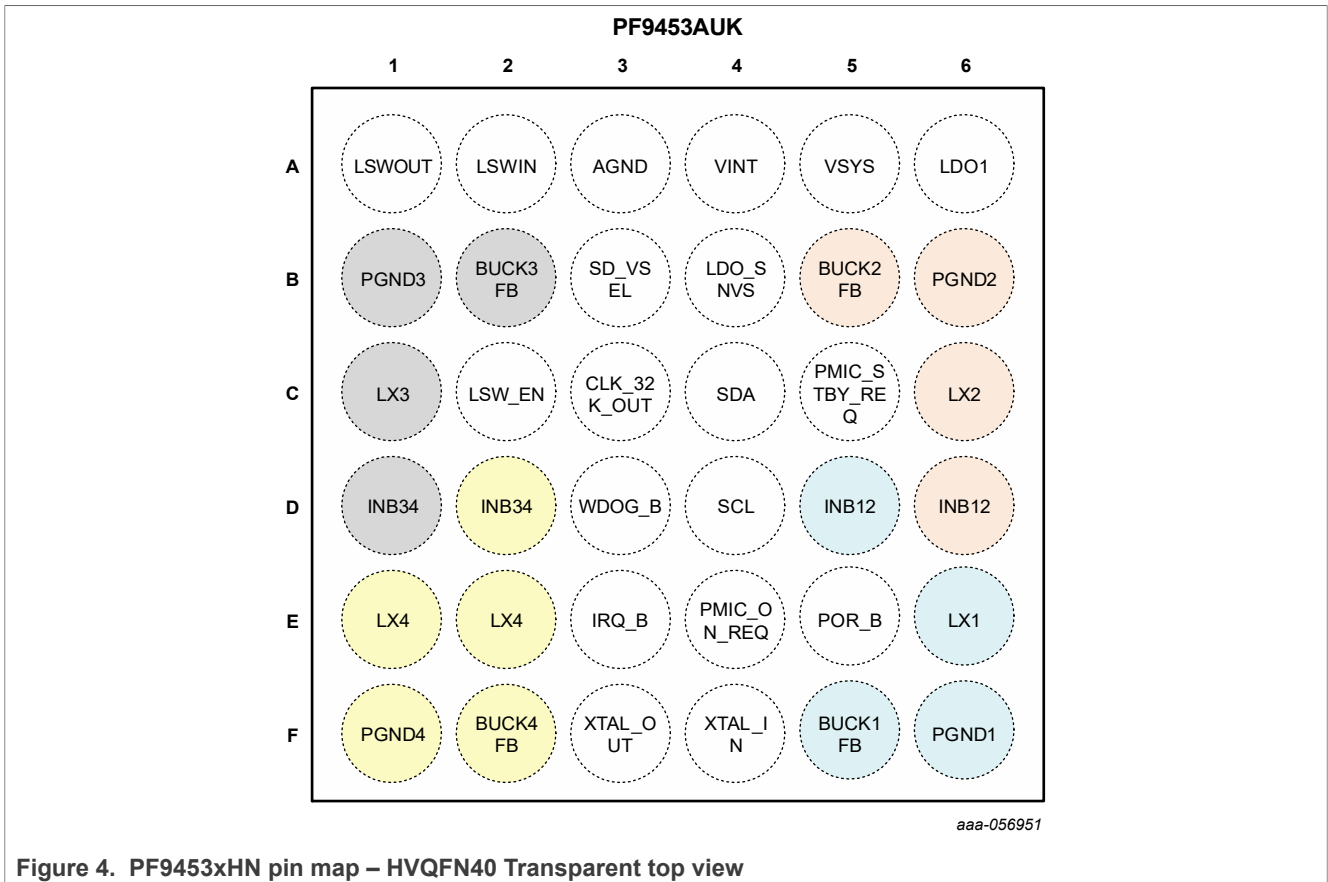 PF9453AUK
1 2 3 4 5 6
A LSWOUT LSWIN AGND VINT VSYS LDO1
B PGND3 BUCK3 FB SD_VS EL LDO_S NVS BUCK2 FB PGND2
C LX3 LSW_EN CLK_32 K_OUT SDA PMIC_S TBY_RE Q LX2
D INB34 INB34 WDOG_B SCL INB12 INB12
E LX4 LX4 IRQ_B PMIC_O N_REQ POR_B LX1
F PGND4 BUCK4 FB XTAL_O UT XTAL_I N BUCK1 FB PGND1
aaa-056951
Figure 4. PF9453xHN pin map – HVQFN40 Transparent top view